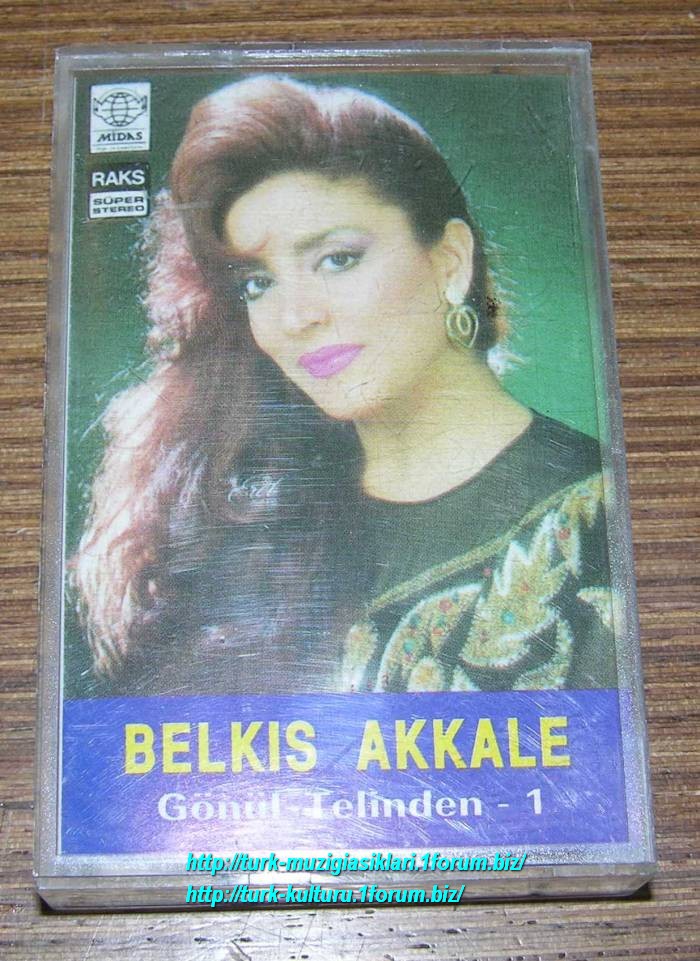 MİDAS
RAKS
SÜPER
STEREO
BELKIS AKKALE
Gönül Telinden - 1
http://turk-muzigiasiklari.1forum.biz/
http://turk-kulturu.1forum.biz/